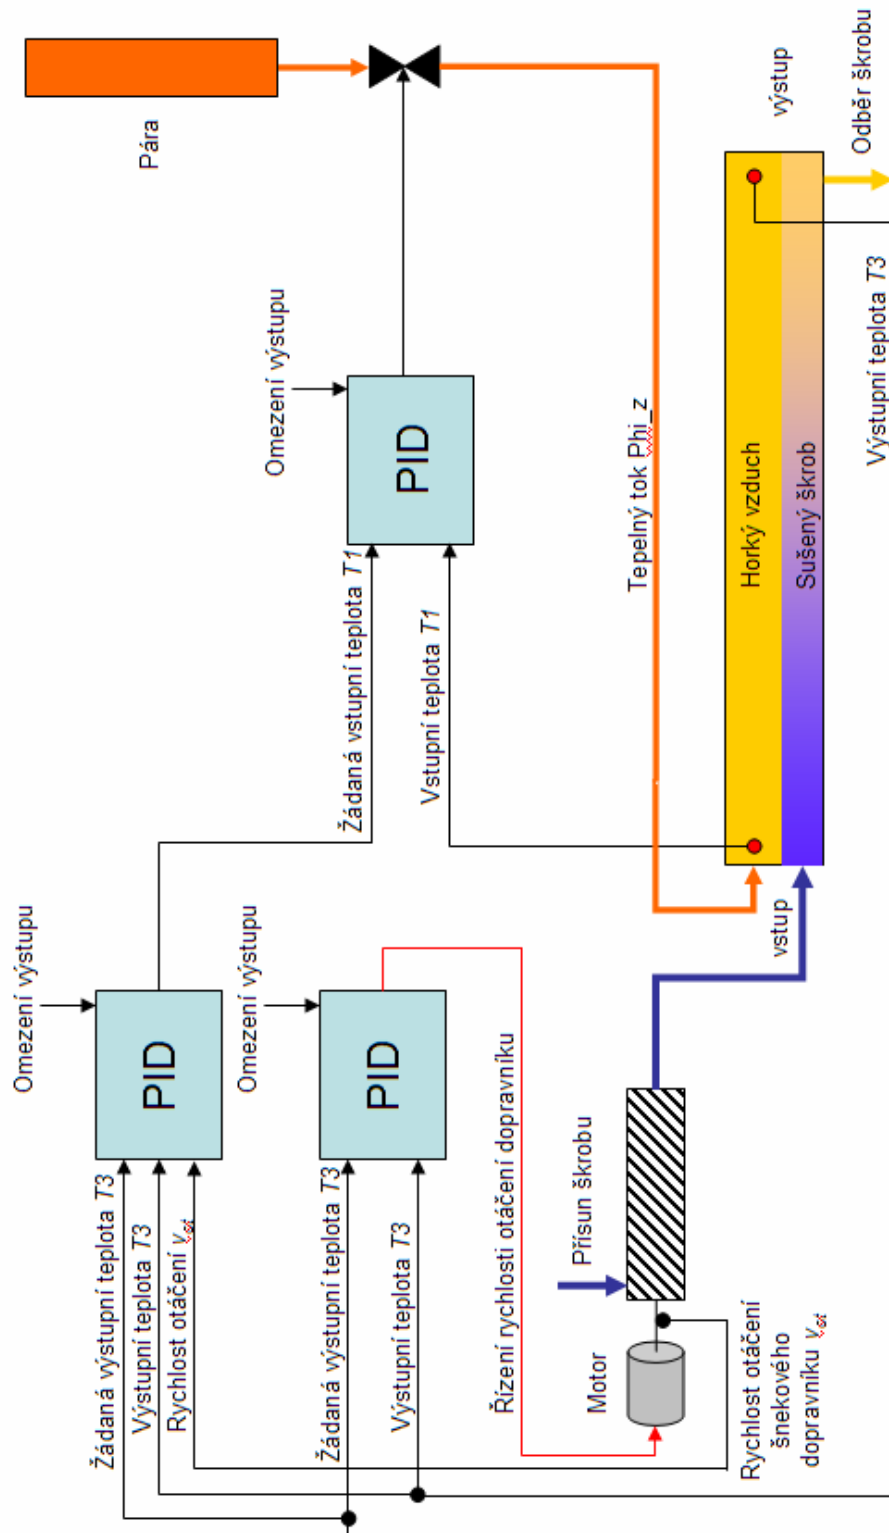 Pára
Omezení výstupu
PID
Žádaná vstupní teplota T1
Vstupní teplota T1
Tepelný tok Phi_z
výstup
Odběr škrobu
Výstupní teplota T3
Horký vzduch
Sušený škrob
vstup
Omezení výstupu
PID
Žádaná výstupní teplota T3
Výstupní teplota T3
Rychlost otáčení v_ot
Omezení výstupu
PID
Žádaná výstupní teplota T3
Výstupní teplota T3
Řízení rychlosti otáčení dopravníku
Přísun škrobu
Motor
Rychlost otáčení
šnekového
dopravníku v_ot